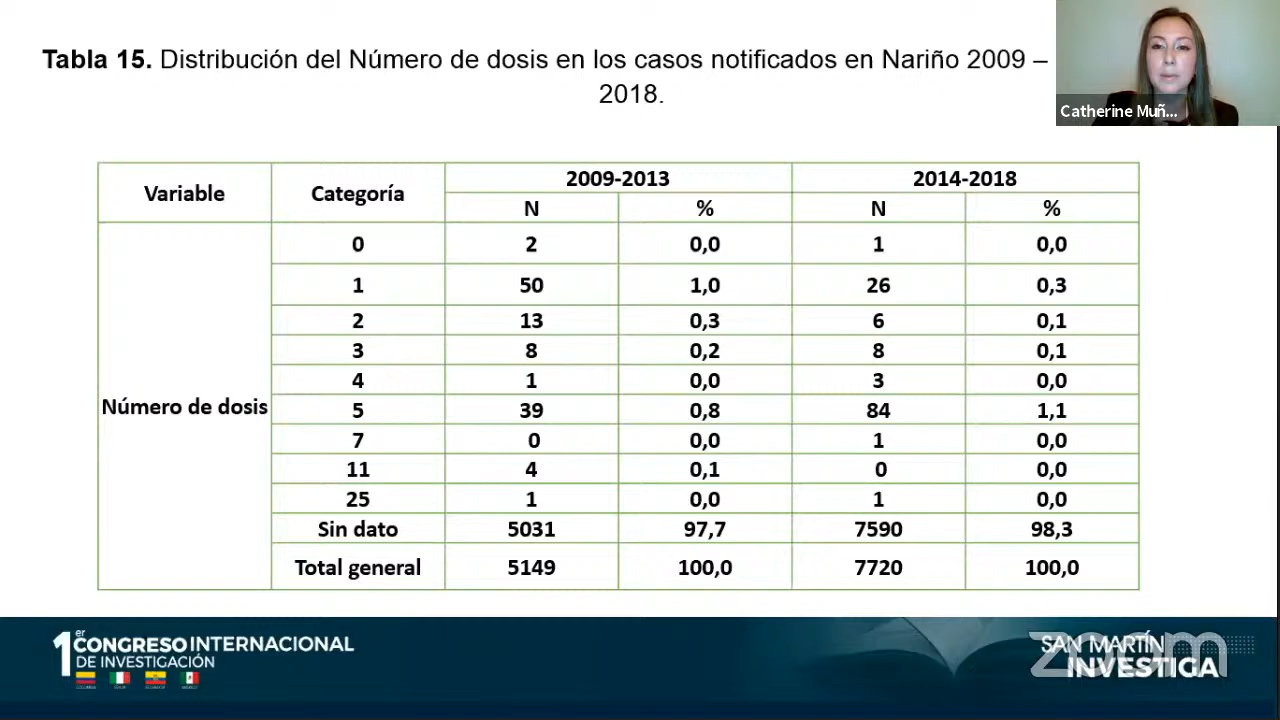 Tabla 15. Distribución del Número de dosis en los casos notificados en Nariño 2009 –
2018.
Catherine Muñ...
Variable Categoría 2009-2013 2014-2018
N % N %
Número de dosis
0 2 0,0 1 0,0
1 50 1,0 26 0,3
2 13 0,3 6 0,1
3 8 0,2 8 0,1
4 1 0,0 3 0,0
5 39 0,8 84 1,1
7 0 0,0 1 0,0
11 4 0,1 0 0,0
25 1 0,0 1 0,0
Sin dato 5031 97,7 7590 98,3
Total general 5149 100,0 7720 100,0
1er CONGRESO INTERNACIONAL
DE INVESTIGACIÓN
SAN MARTÍN
INVESTIGA
zoom